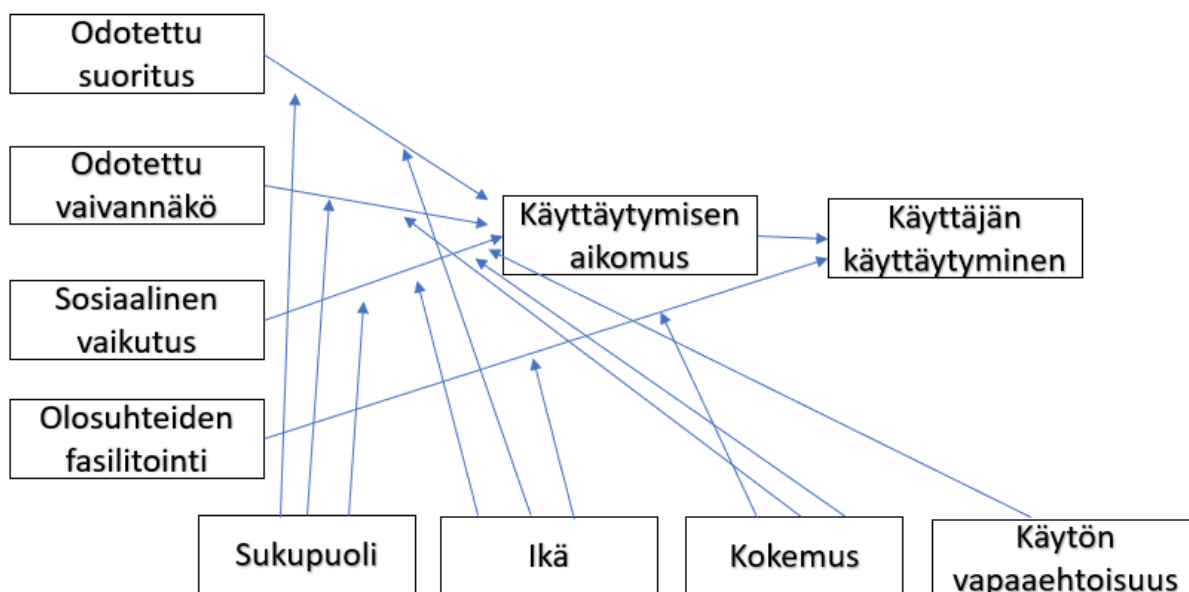 Odotettu
suoritus
Odotettu
vaivannäkö
Sosiaalinen
vaikutus
Olosuhteiden
fasilitointi
Käyttäytymisen
aikomus
Käyttäjän
käyttäytyminen
Sukupuoli
Ikä
Kokemus
Käytön
vapaaehtoisuus